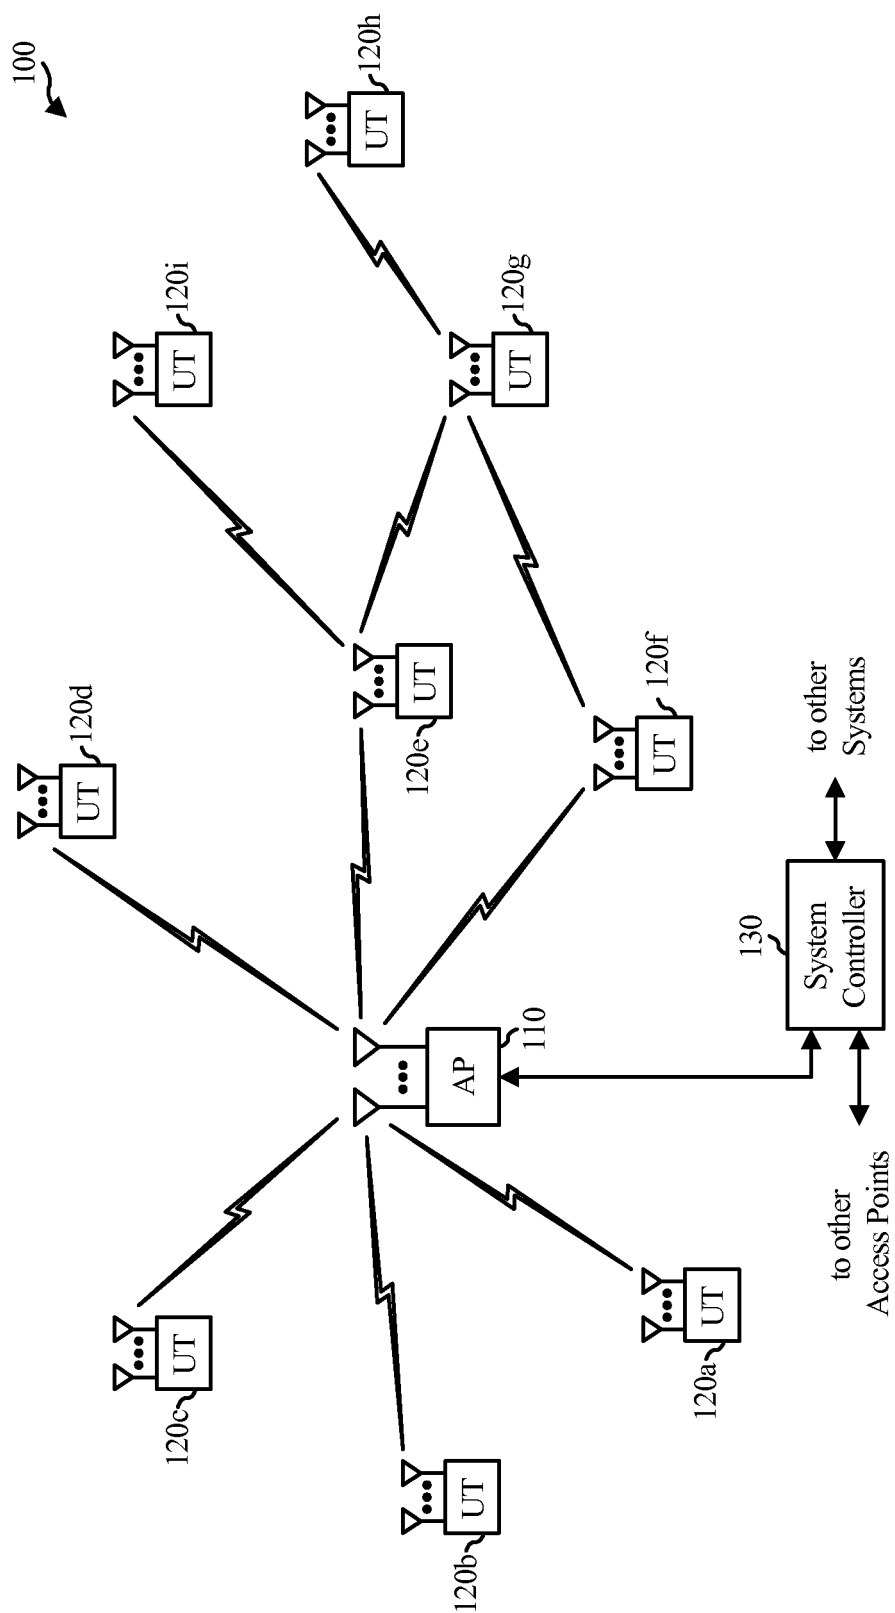 100
120d
UT
120i
UT
120h
UT
120c
UT
120e
UT
120g
UT
120b
UT
AP
110
120f
UT
120a
UT
130
System
Controller
to other
Systems
to other
Access Points